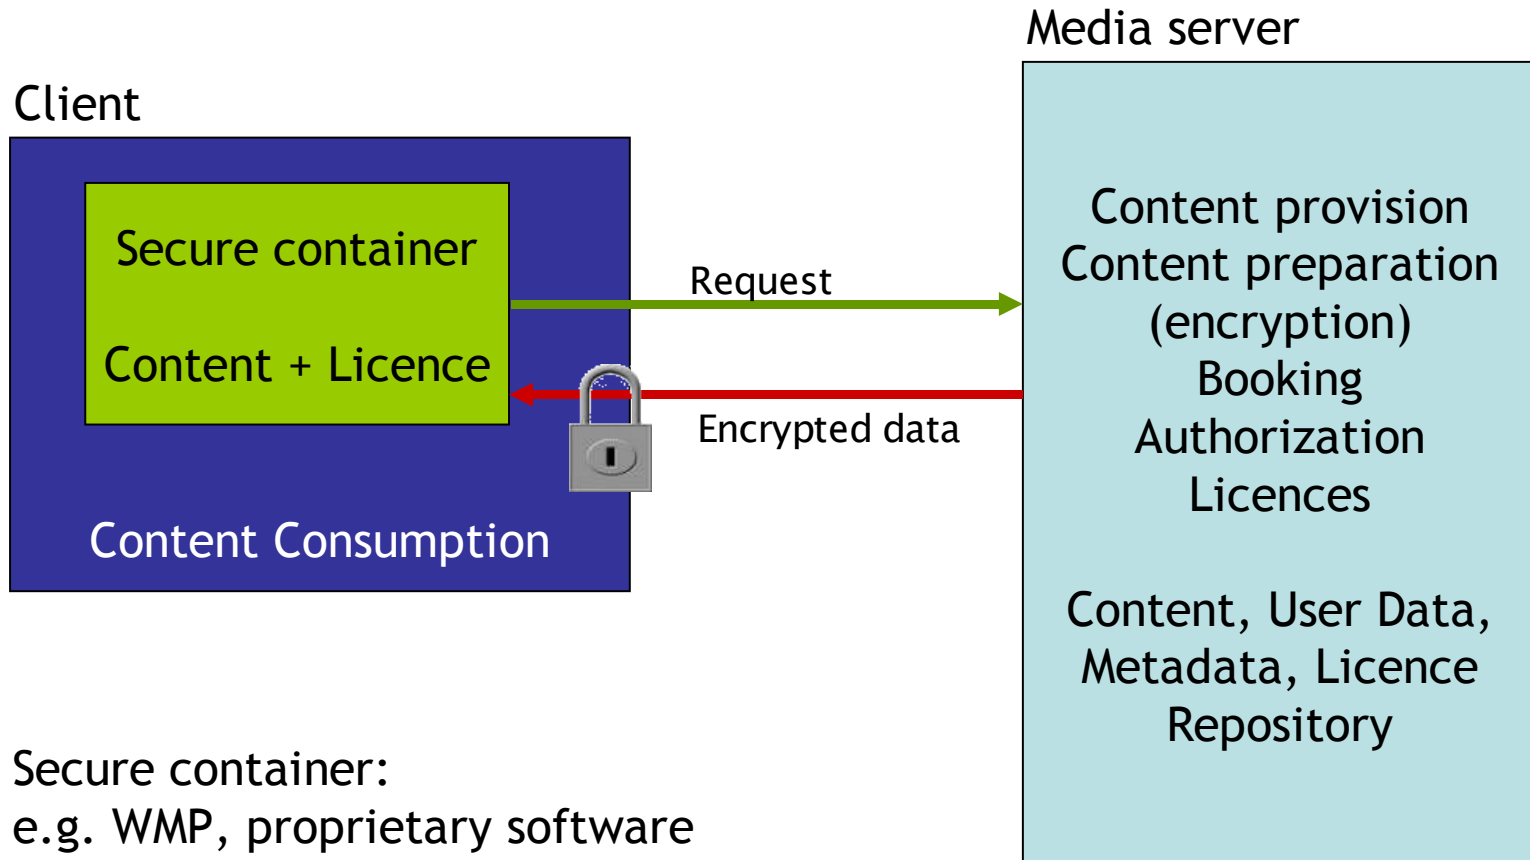 Media server
Client
Secure container
Content + Licence
Content Consumption
Request
Encrypted data
Content provision
Content preparation
(encryption)
Booking
Authorization
Licences
Content, User Data,
Metadata, Licence
Repository
Secure container:
e.g. WMP, proprietary software